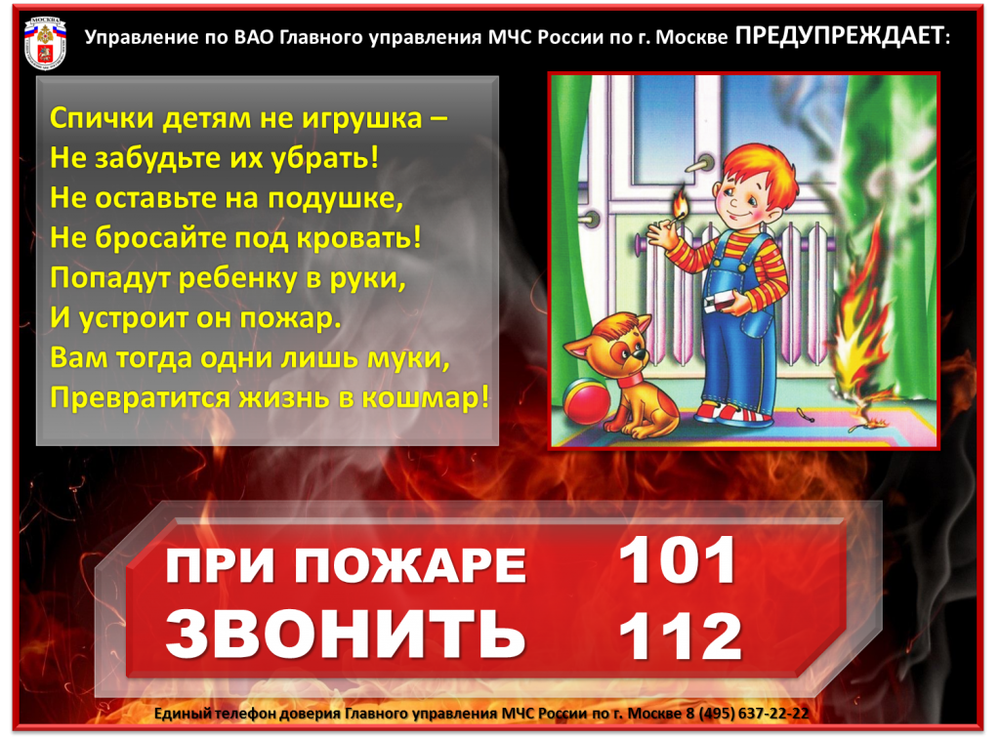 МОСКВА
Управление по ВАО Главного управления МЧС России по г. Москве ПРЕДУПРЕЖДАЕТ:
Спички детям не игрушка –
Не забудьте их убрать!
Не оставьте на подушке,
Не бросайте под кровать!
Попадут ребенку в руки,
И устроит он пожар.
Вам тогда одни лишь муки,
Превратится жизнь в кошмар!
ПРИ ПОЖАРЕ 101
ЗВОНИТЬ 112
Единый телефон доверия Главного управления МЧС России по г. Москве 8 (495) 637-22-22